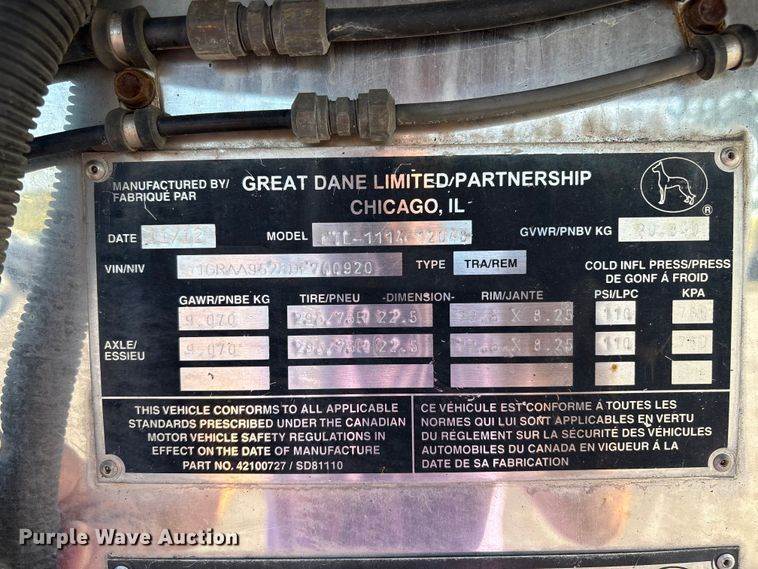 MANUFACTURED BY/
FABRIQUÉ PAR
GREAT DANE LIMITED/PARTNERSHIP
CHICAGO, IL
®
DATE
MODEL
GVWR/PNBV KG
VIN/NIV
TYPE TRA/REM
COLD INFL PRESS/PRESS
DE GONF À FROID
GAWR/PNBE KG TIRE/PNEU -DIMENSION- RIM/JANTE PSI/LPC KPA
9,070 22.5 X 8.25 110
AXLE/
ESSIEU
9,070 22.5 X 8.25 110
THIS VEHICLE CONFORMS TO ALL APPLICABLE
STANDARDS PRESCRIBED UNDER THE CANADIAN
MOTOR VEHICLE SAFETY REGULATIONS IN
EFFECT ON THE DATE OF MANUFACTURE
PART NO. 42100727 / SD81110
CE VÉHICULE EST CONFORME À TOUTES LES
NORMES QUI LUI SONT APPLICABLES EN VERTU
DU RÉGLEMENT SUR LA SÉCURITÉ DES VÉHICULES
AUTOMOBILES DU CANADA EN VIGUEUR À LA
DATE DE SA FABRICATION
Purple Wave Auction®